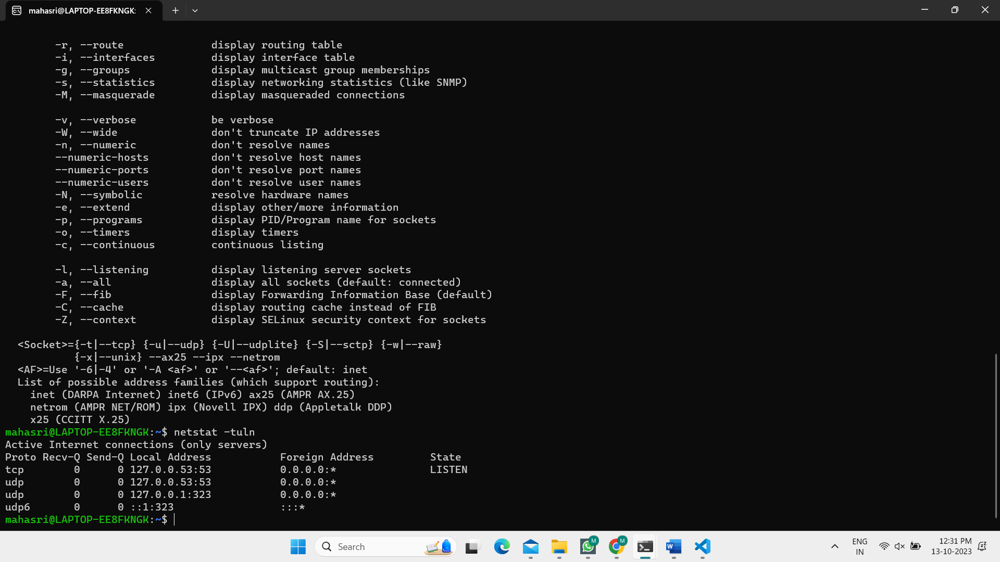 mahasri@LAPTOP-EE8FKNGK:
-r, --route              display routing table
-i, --interfaces         display interface table
-g, --groups             display multicast group memberships
-s, --statistics         display networking statistics (like SNMP)
-M, --masquerade         display masqueraded connections
-v, --verbose            be verbose
-W, --wide               don't truncate IP addresses
-n, --numeric            don't resolve names
--numeric-hosts          don't resolve host names
--numeric-ports          don't resolve port names
--numeric-users          don't resolve user names
-N, --symbolic           resolve hardware names
-e, --extend             display other/more information
-p, --programs           display PID/Program name for sockets
-o, --timers             display timers
-c, --continuous         continuous listing
-l, --listening          display listening server sockets
-a, --all                display all sockets (default: connected)
-F, --fib                display Forwarding Information Base (default)
-C, --cache              display routing cache instead of FIB
-Z, --context            display SELinux security context for sockets
<Socket>={-t|--tcp} {-u|--udp} {-U|--udplite} {-S|--sctp} {-w|--raw}
{-x|--unix} --ax25 --ipx --netrom
<AF>=Use '-6|-4' or '-A <af>' or '--<af>'; default: inet
List of possible address families (which support routing):
inet (DARPA Internet) inet6 (IPv6) ax25 (AMPR AX.25)
netrom (AMPR NET/ROM) ipx (Novell IPX) ddp (Appletalk DDP)
x25 (CCITT X.25)
mahasri@LAPTOP-EE8FKNGK:~$ netstat -tuln
Active Internet connections (only servers)
Proto Recv-Q Send-Q Local Address           Foreign Address         State
tcp        0      0 127.0.0.53:53           0.0.0.0:*               LISTEN
udp        0      0 127.0.0.53:53           0.0.0.0:*
udp        0      0 127.0.0.1:323           0.0.0.0:*
udp6       0      0 ::1:323                 :::*
mahasri@LAPTOP-EE8FKNGK:~$
Search
M
M
W
ENG
IN
12:31 PM
13-10-2023